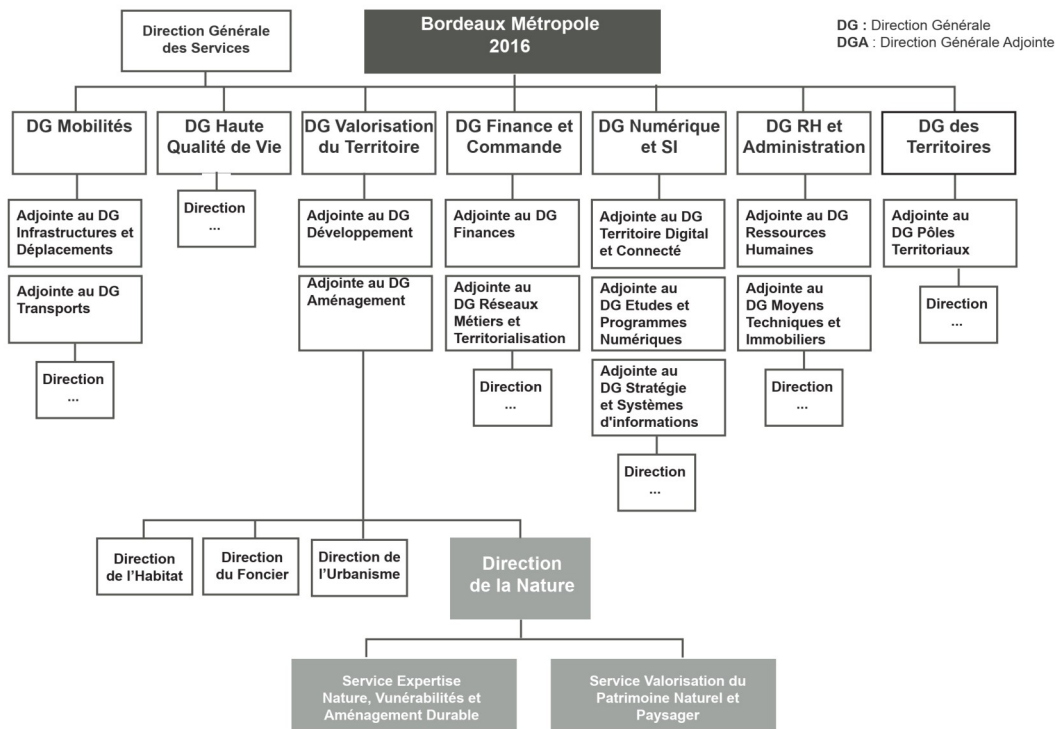 Direction Générale
des Services
Bordeaux Métropole
2016
DG : Direction Générale
DGA : Direction Générale Adjointe
DG Mobilités
DG Haute
Qualité de Vie
DG Valorisation
du Territoire
DG Finance et
Commande
DG Numérique
et SI
DG RH et
Administration
DG des
Territoires
Adjointe au DG
Infrastructures et
Déplacements
Adjointe au DG
Transports
Direction
...
Direction
...
Adjointe au DG
Développement
Adjointe au DG
Aménagement
Adjointe au DG
Finances
Adjointe au
DG Réseaux
Métiers et
Territorialisation
Direction
...
Adjointe au DG
Territoire Digital
et Connecté
Adjointe au
DG Etudes et
Programmes
Numériques
Adjointe au
DG Stratégie
et Systèmes
d'informations
Direction
...
Adjointe au DG
Ressources
Humaines
Adjointe au
DG Moyens
Techniques et
Immobiliers
Direction
...
Adjointe au
DG Pôles
Territoriaux
Direction
...
Direction
de l'Habitat
Direction
du Foncier
Direction de
l'Urbanisme
Direction
de la Nature
Service Expertise
Nature, Vunérabilités et
Aménagement Durable
Service Valorisation du
Patrimoine Naturel et
Paysager